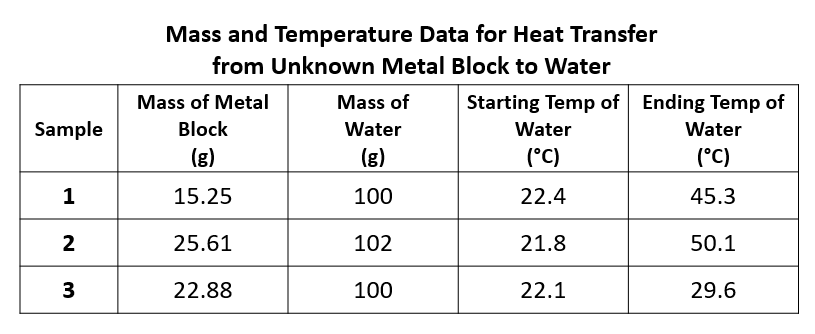 Mass and Temperature Data for Heat Transfer
from Unknown Metal Block to Water
Sample
Mass of Metal
Block
(g)
Mass of
Water
(g)
Starting Temp of
Water
(°C)
Ending Temp of
Water
(°C)
1 15.25 100 22.4 45.3
2 25.61 102 21.8 50.1
3 22.88 100 22.1 29.6